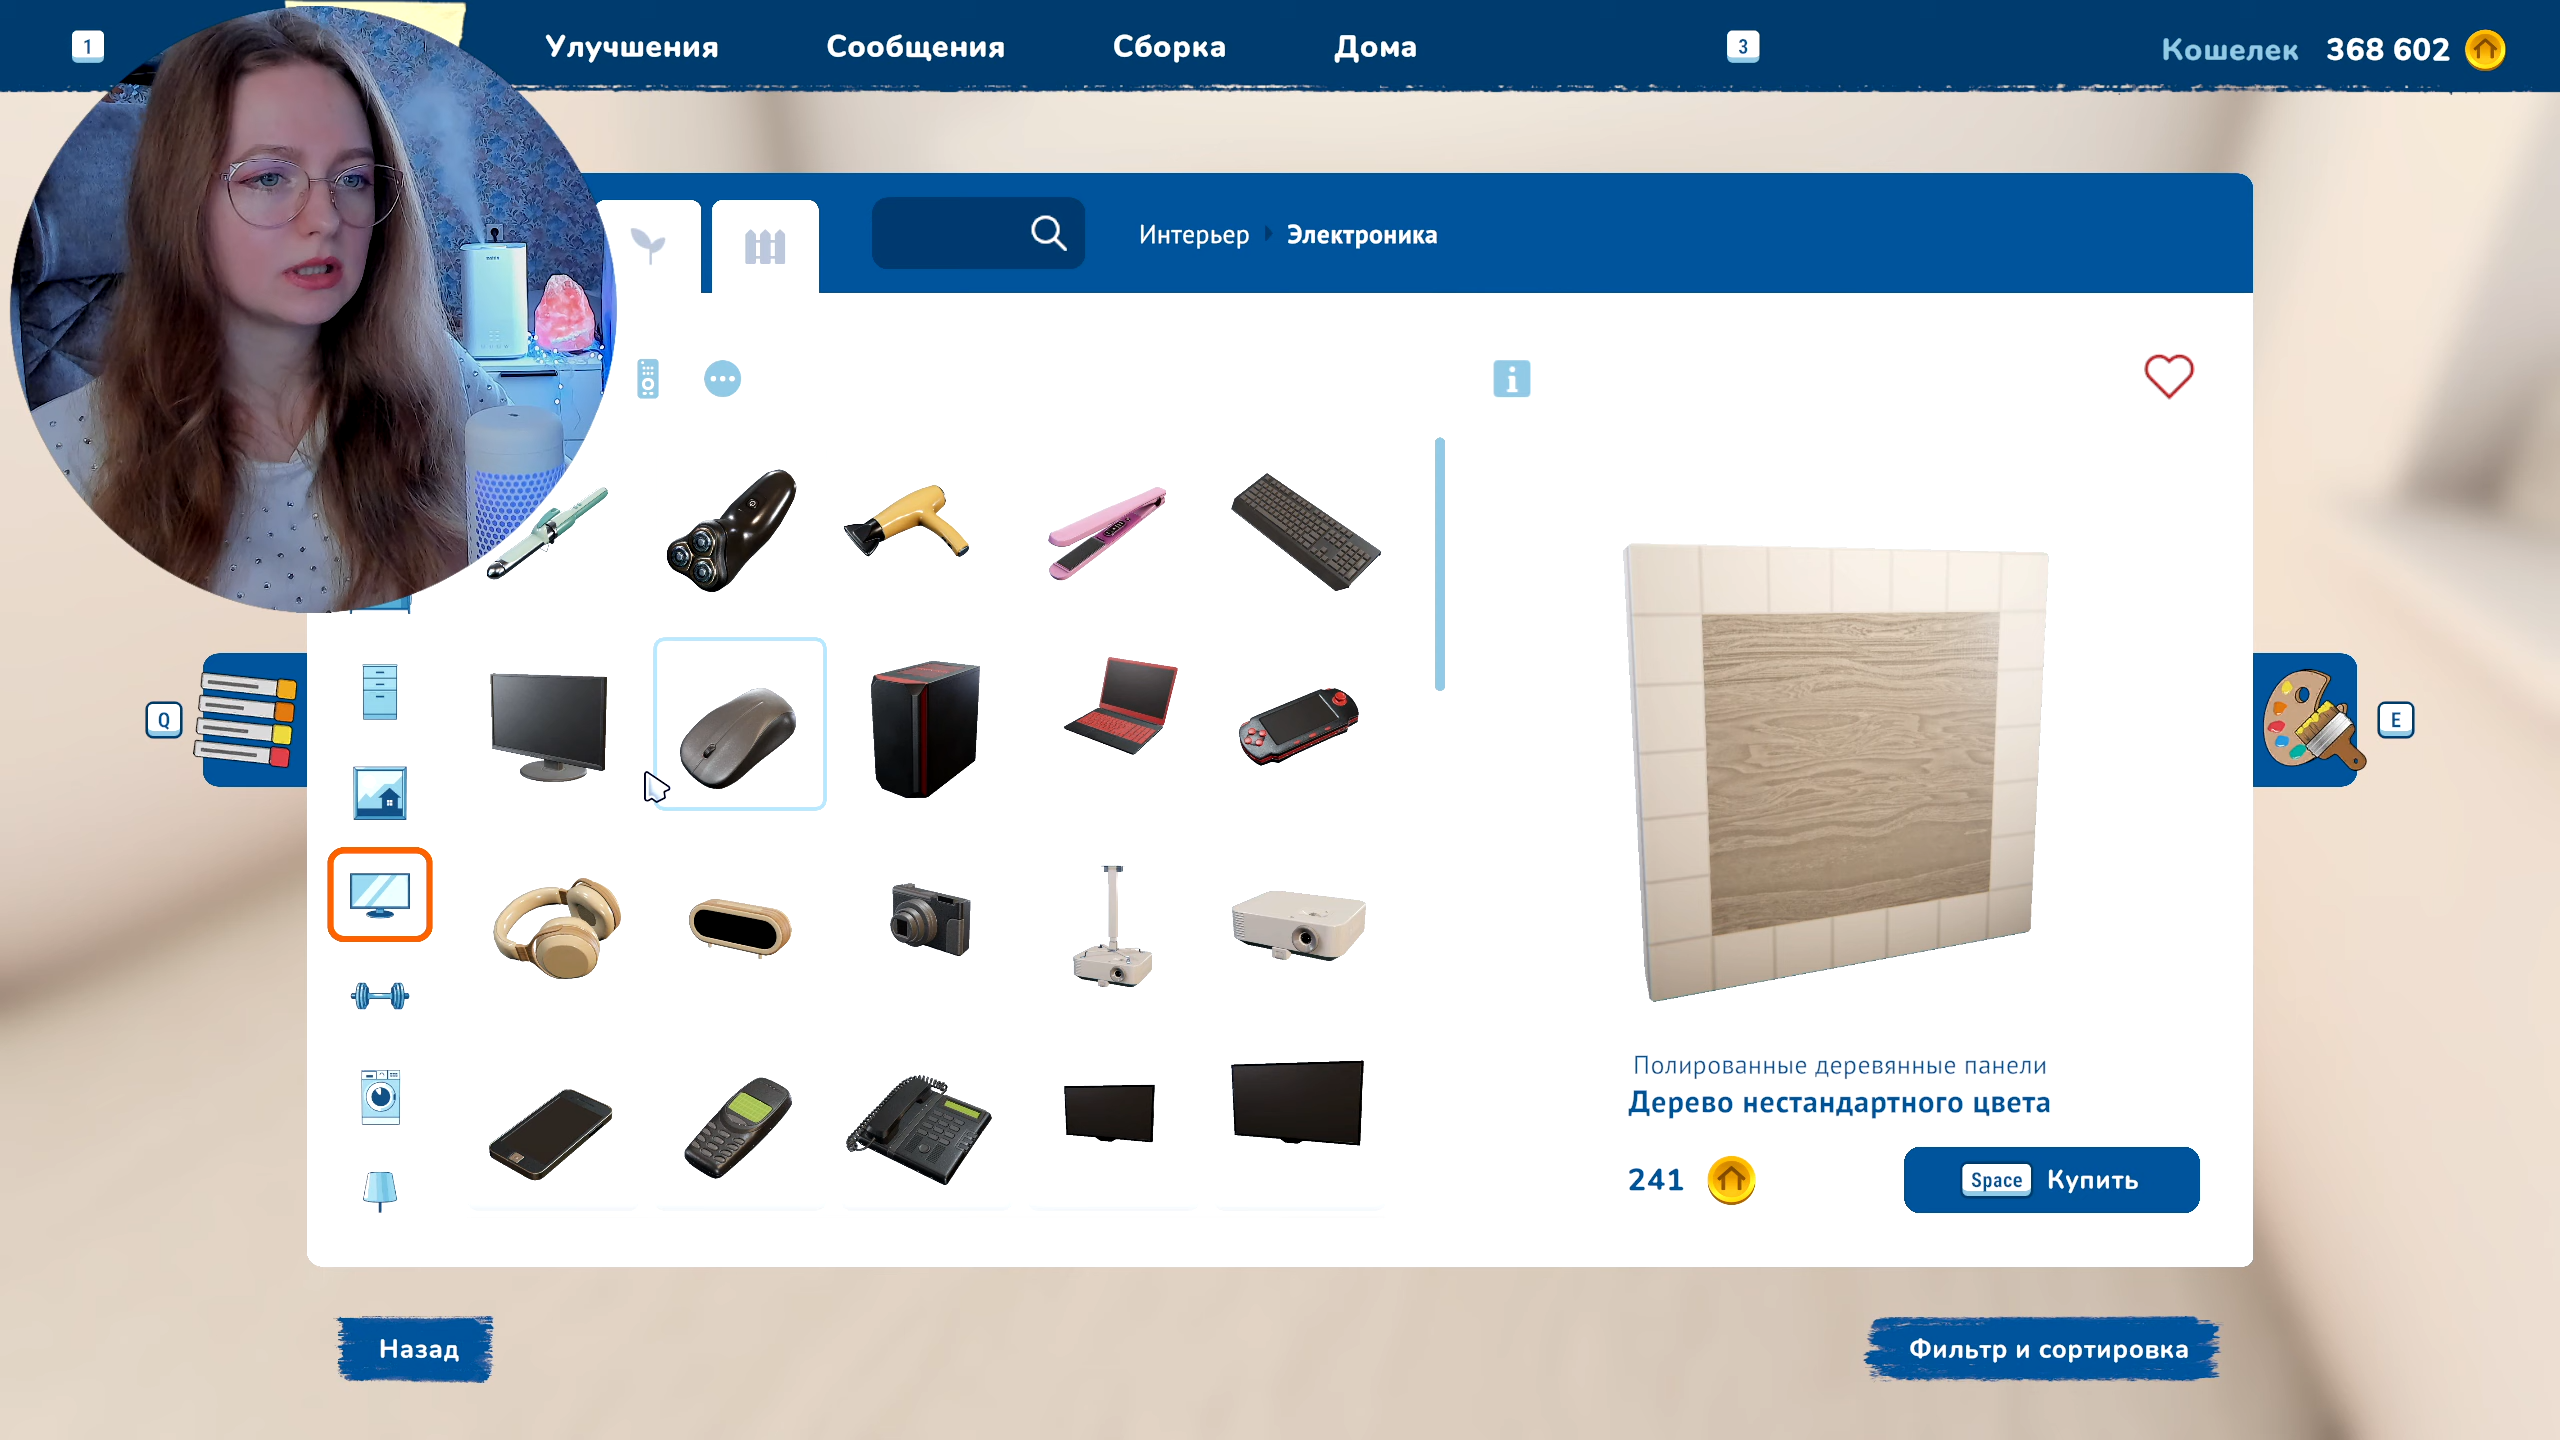 1
Улучшения
Сообщения
Сборка
Дома
3
Кошелек 368 602
Интерьер Электроника
i
Q
E
Полированные деревянные панели
Дерево нестандартного цвета
241
Space Купить
Назад
Фильтр и сортировка